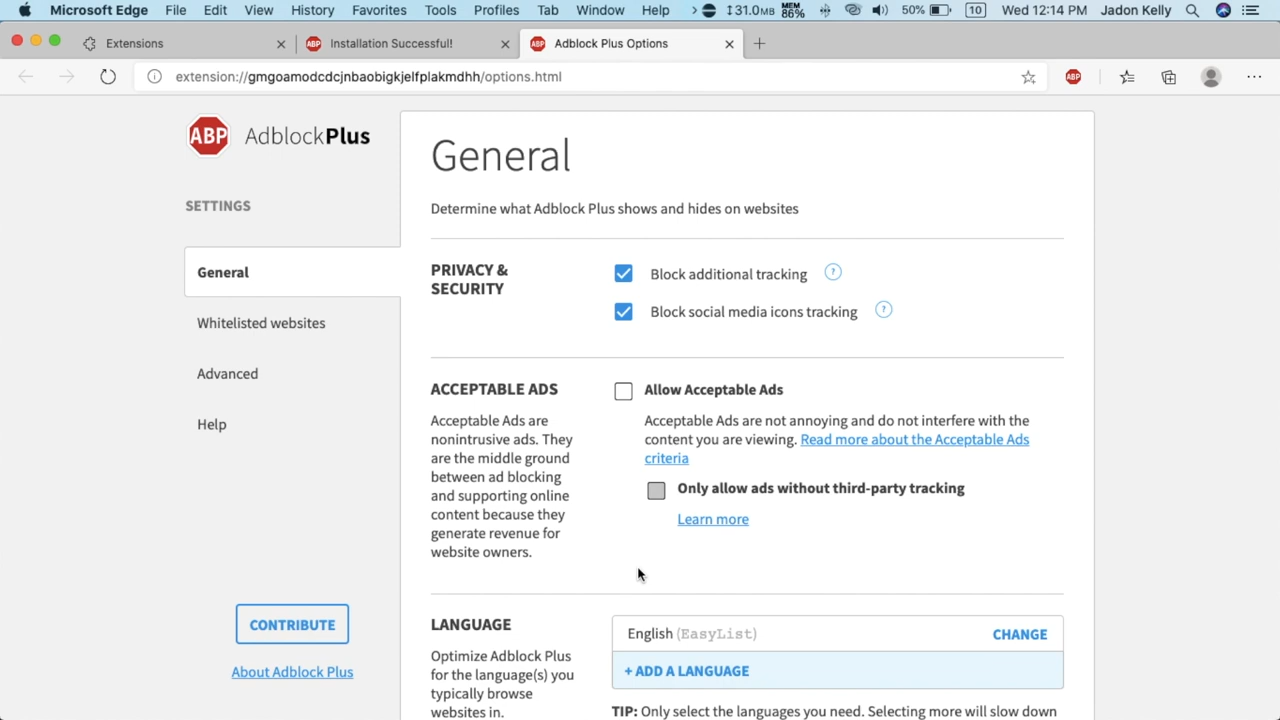 Microsoft Edge File Edit View History Favorites Tools Profiles Tab Window Help 31.0MB MEM 86% 50% 10 Wed 12:14 PM Jadon Kelly
Extensions
ABP Installation Successful!
ABP Adblock Plus Options
extension://gmgoamodcdcjnbaobigkjelfplakmdhh/options.html
ABP
ABP AdblockPlus
SETTINGS
General
Whitelisted websites
Advanced
Help
CONTRIBUTE
About Adblock Plus
General
Determine what Adblock Plus shows and hides on websites
PRIVACY &
SECURITY
Block additional tracking ?
Block social media icons tracking ?
ACCEPTABLE ADS
Acceptable Ads are
nonintrusive ads. They
are the middle ground
between ad blocking
and supporting online
content because they
generate revenue for
website owners.
Allow Acceptable Ads
Acceptable Ads are not annoying and do not interfere with the
content you are viewing. Read more about the Acceptable Ads
criteria
Only allow ads without third-party tracking
Learn more
LANGUAGE
Optimize Adblock Plus
for the language(s) you
typically browse
websites in.
English (EasyList) CHANGE
+ ADD A LANGUAGE
TIP: Only select the languages you need. Selecting more will slow down